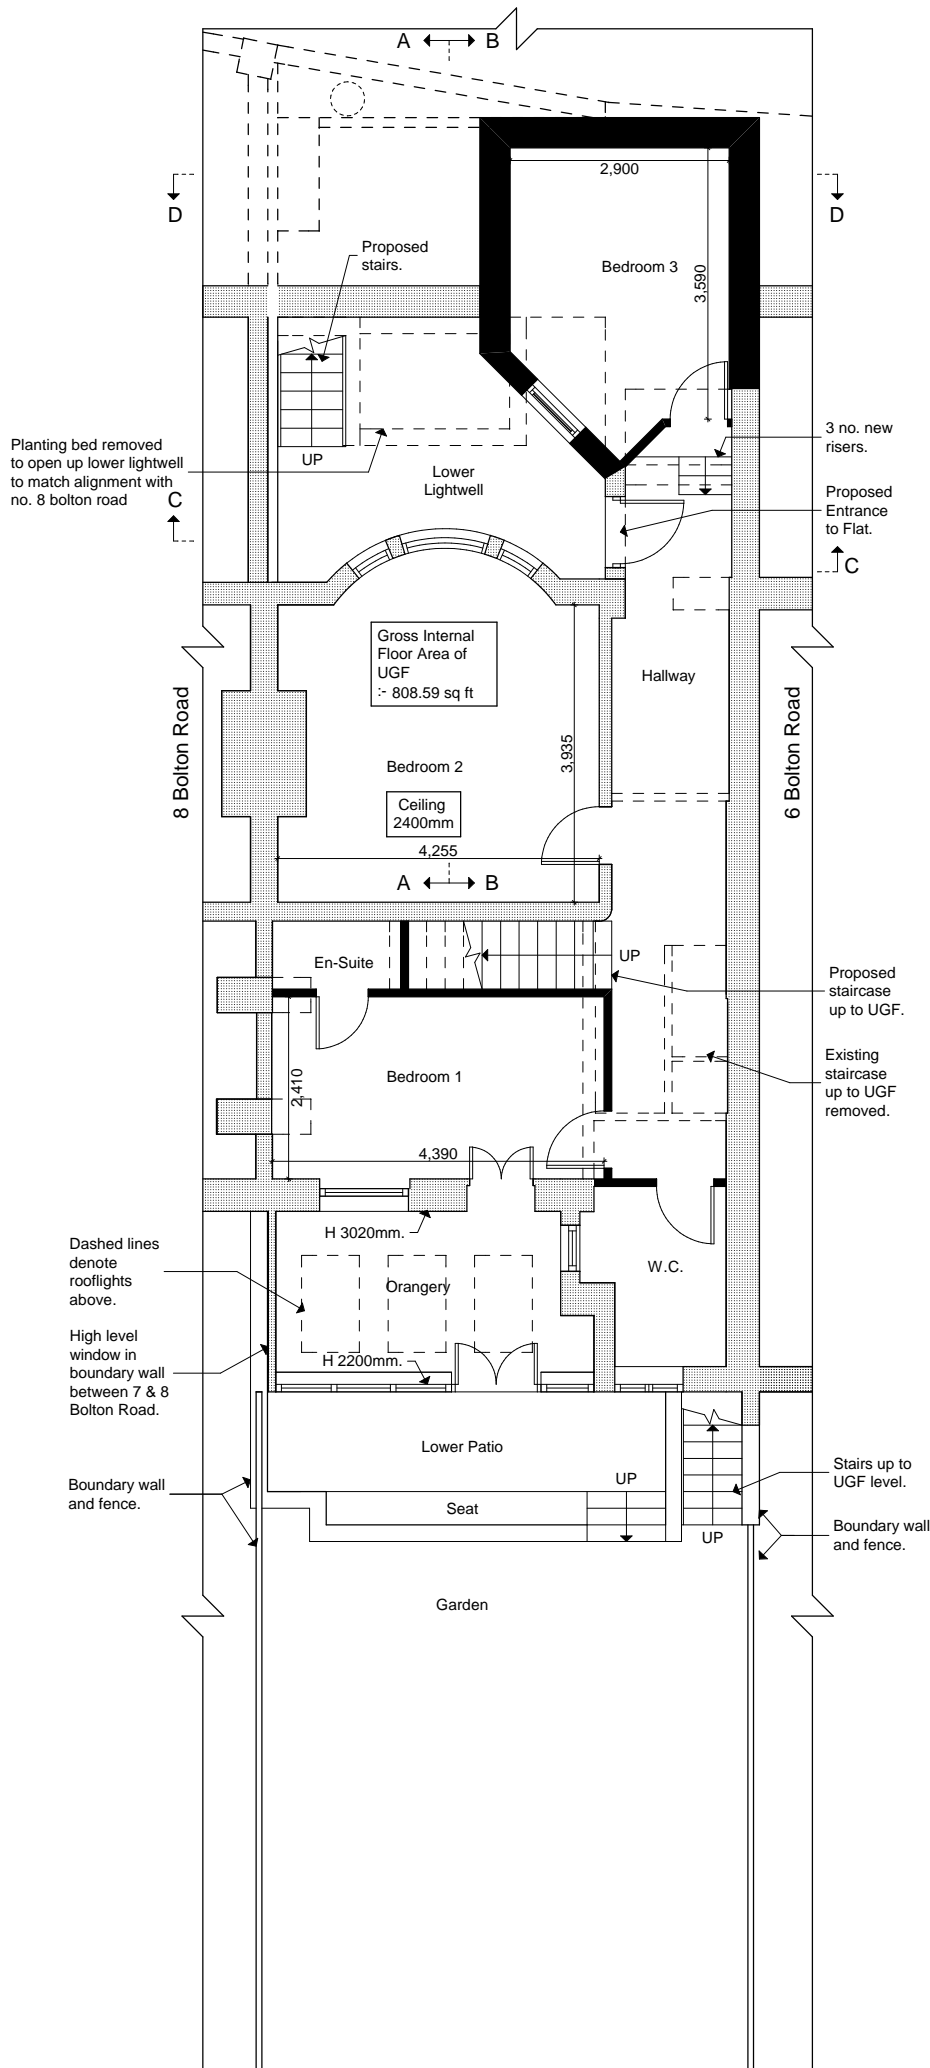 A B
2,900
D
D
Proposed
stairs.
Bedroom 3
3,590
Planting bed removed
to open up lower lightwell
to match alignment with
no. 8 bolton road
UP
3 no. new
risers.
Lower
Lightwell
Proposed
Entrance
to Flat.
C
C
Gross Internal
Floor Area of
UGF
:- 808.59 sq ft
Hallway
8 Bolton Road
6 Bolton Road
3,935
Bedroom 2
Ceiling
2400mm
4,255
A B
En-Suite
UP
Proposed
staircase
up to UGF.
Bedroom 1
2,410
Existing
staircase
up to UGF
removed.
4,390
H 3020mm.
Dashed lines
denote
rooflights
above.
Orangery
W.C.
High level
window in
boundary wall
between 7 & 8
Bolton Road.
H 2200mm.
Lower Patio
Stairs up to
UGF level.
Boundary wall
and fence.
UP
Seat
UP
Boundary wall
and fence.
Garden